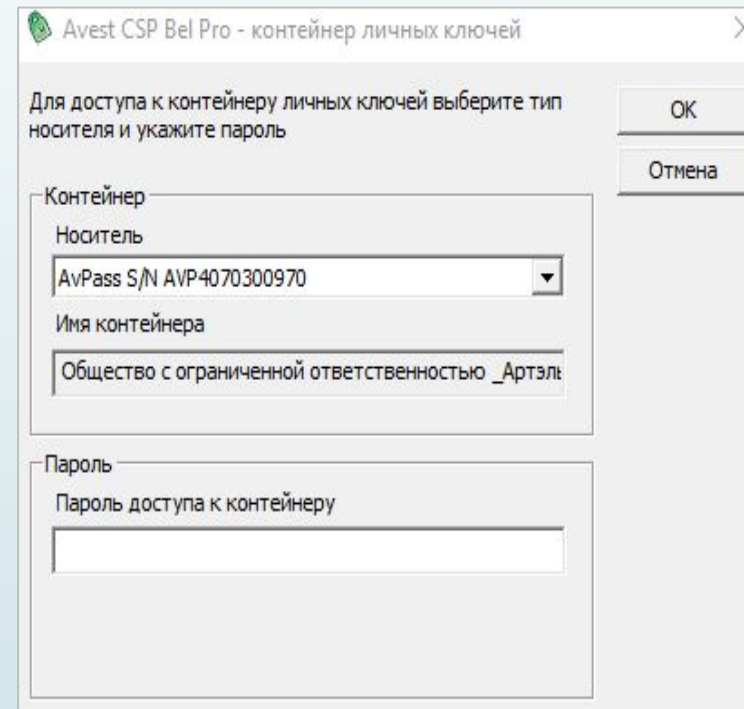 Avest CSP Bel Pro - контейнер личных ключей
Для доступа к контейнеру личных ключей выберите тип
носителя и укажите пароль
OK
Отмена
Контейнер
Носитель
AvPass S/N AVP4070300970
Имя контейнера
Общество с ограниченной ответственностью _Артэль
Пароль
Пароль доступа к контейнеру